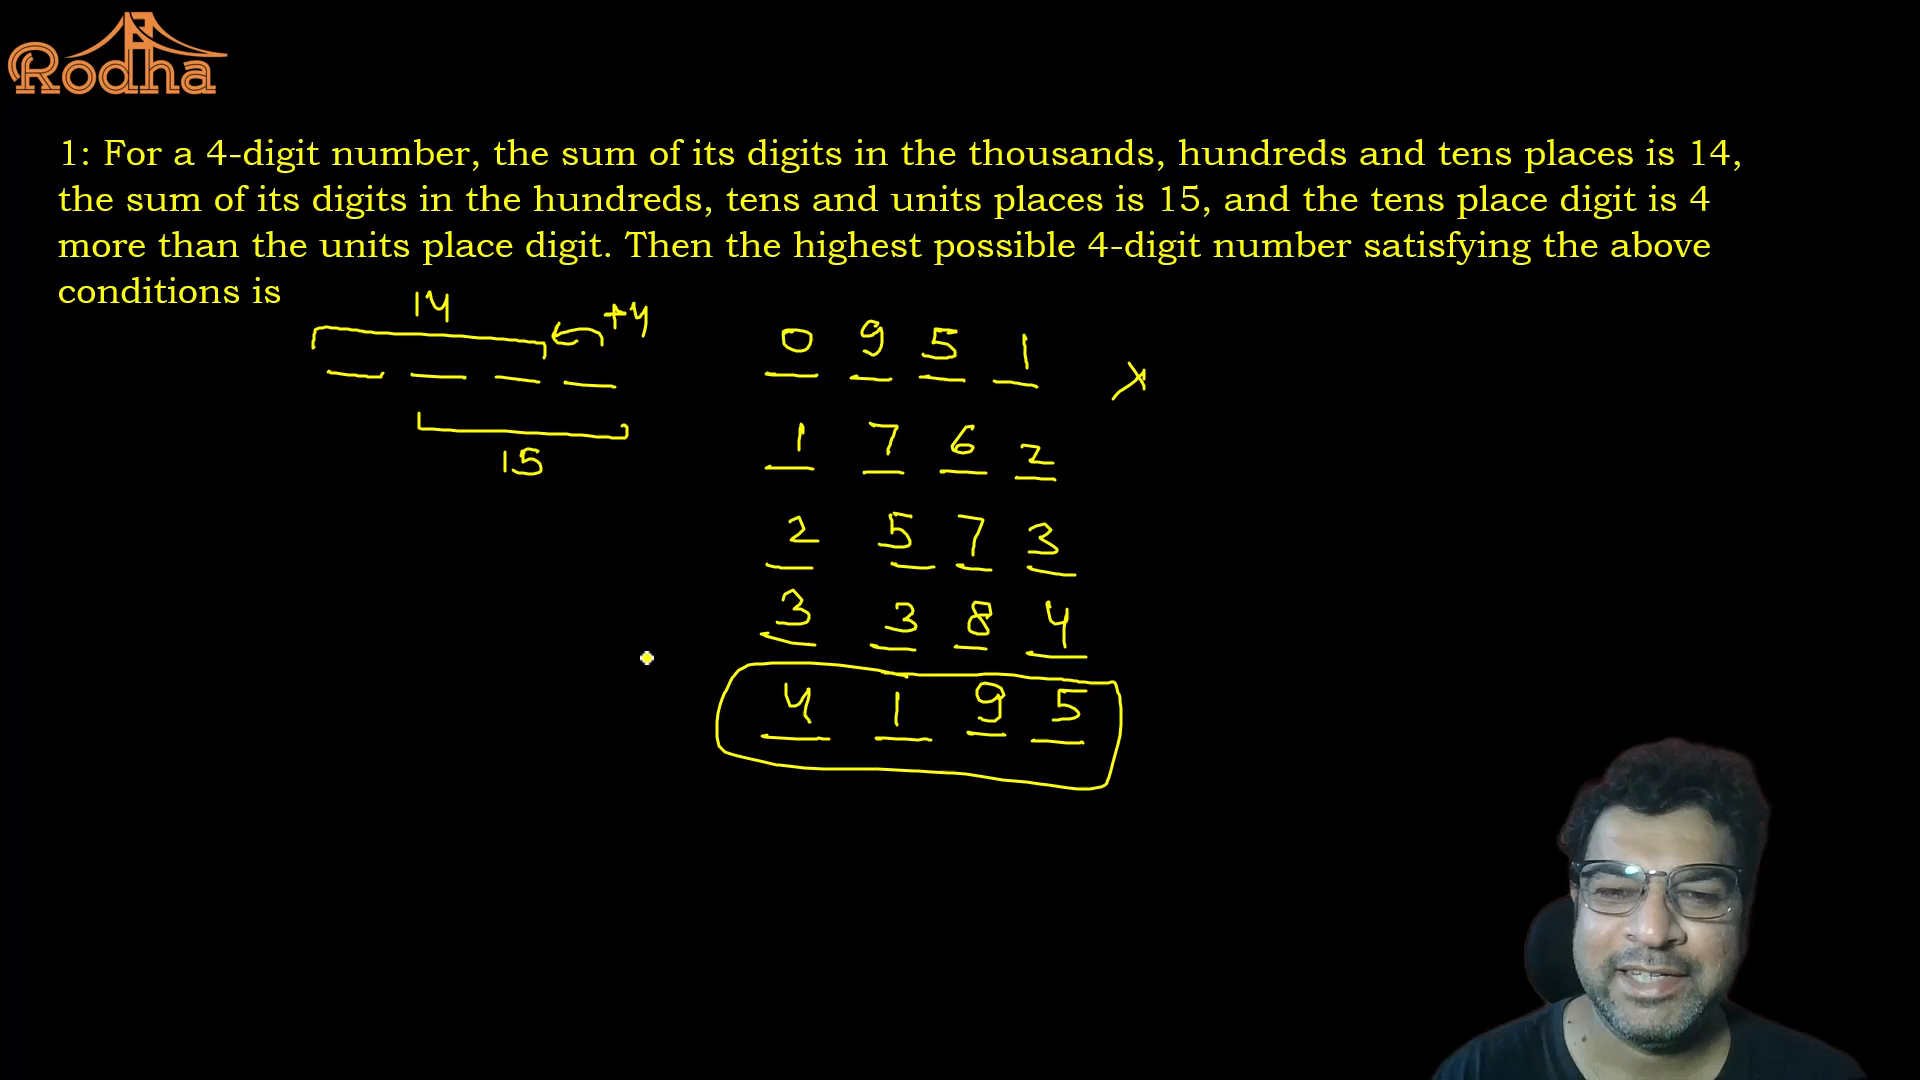 Rodha
1: For a 4-digit number, the sum of its digits in the thousands, hundreds and tens places is 14,
the sum of its digits in the hundreds, tens and units places is 15, and the tens place digit is 4
more than the units place digit. Then the highest possible 4-digit number satisfying the above
conditions is
14
+4
15
0 9 5 1 ×
1 7 6 2
2 5 7 3
3 3 8 4
4 1 9 5